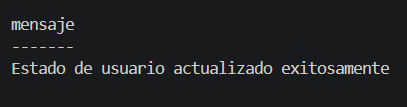 mensaje
-------
Estado de usuario actualizado exitosamente